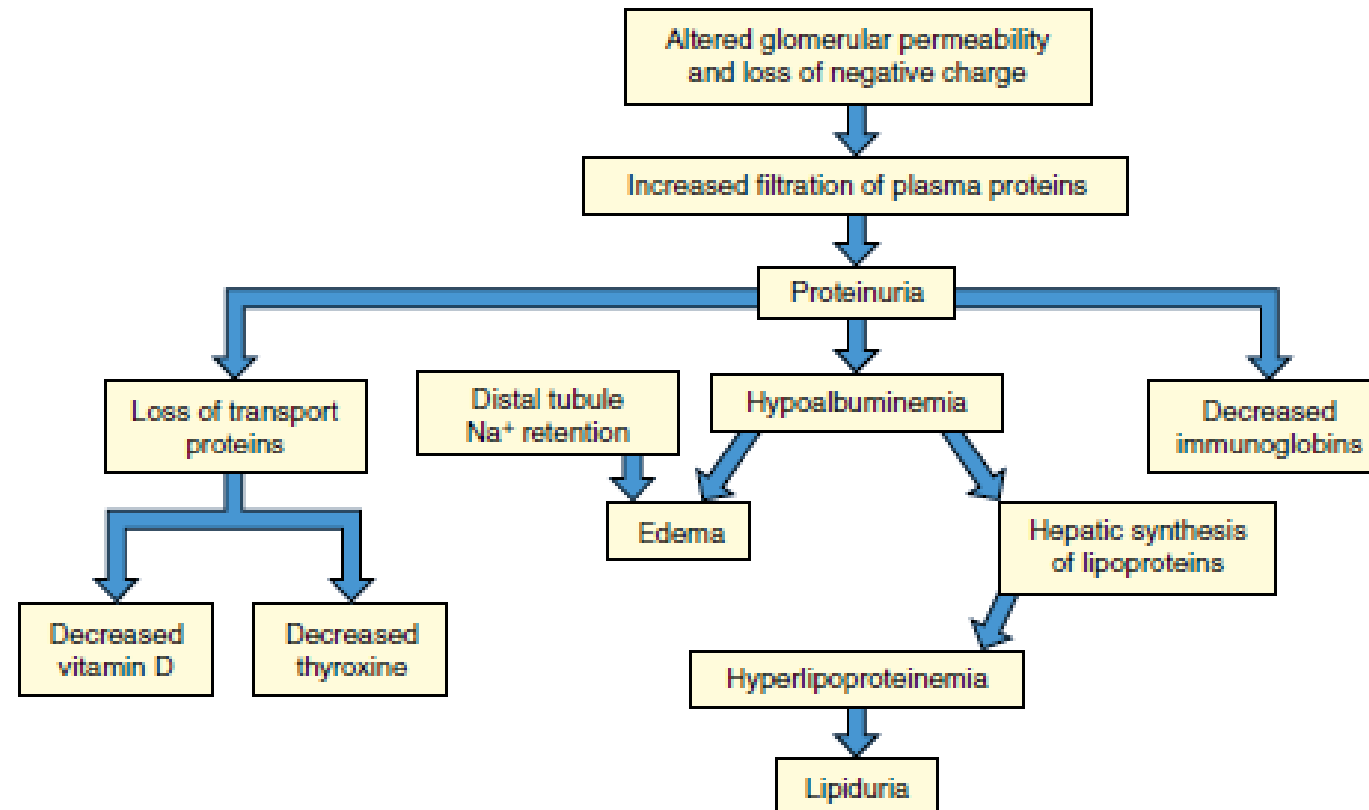 Altered glomerular permeability
and loss of negative charge
Increased filtration of plasma proteins
Proteinuria
Loss of transport
proteins
Distal tubule
Na⁺ retention
Hypoalbuminemia
Decreased
immunoglobins
Edema
Hepatic synthesis
of lipoproteins
Decreased
vitamin D
Decreased
thyroxine
Hyperlipoproteinemia
Lipiduria